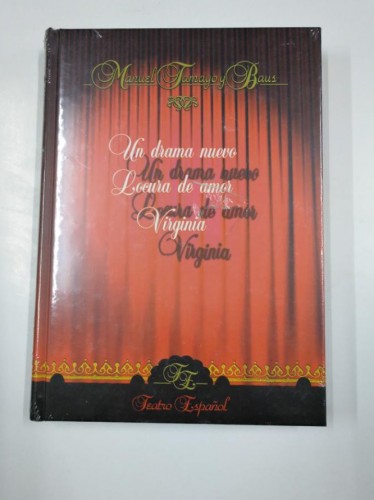 Manuel Tamayo y Baus
Un drama nuevo
Locura de amor
Virginia
Un drama nuevo
Locura de amor
Virginia
TE
Teatro Español